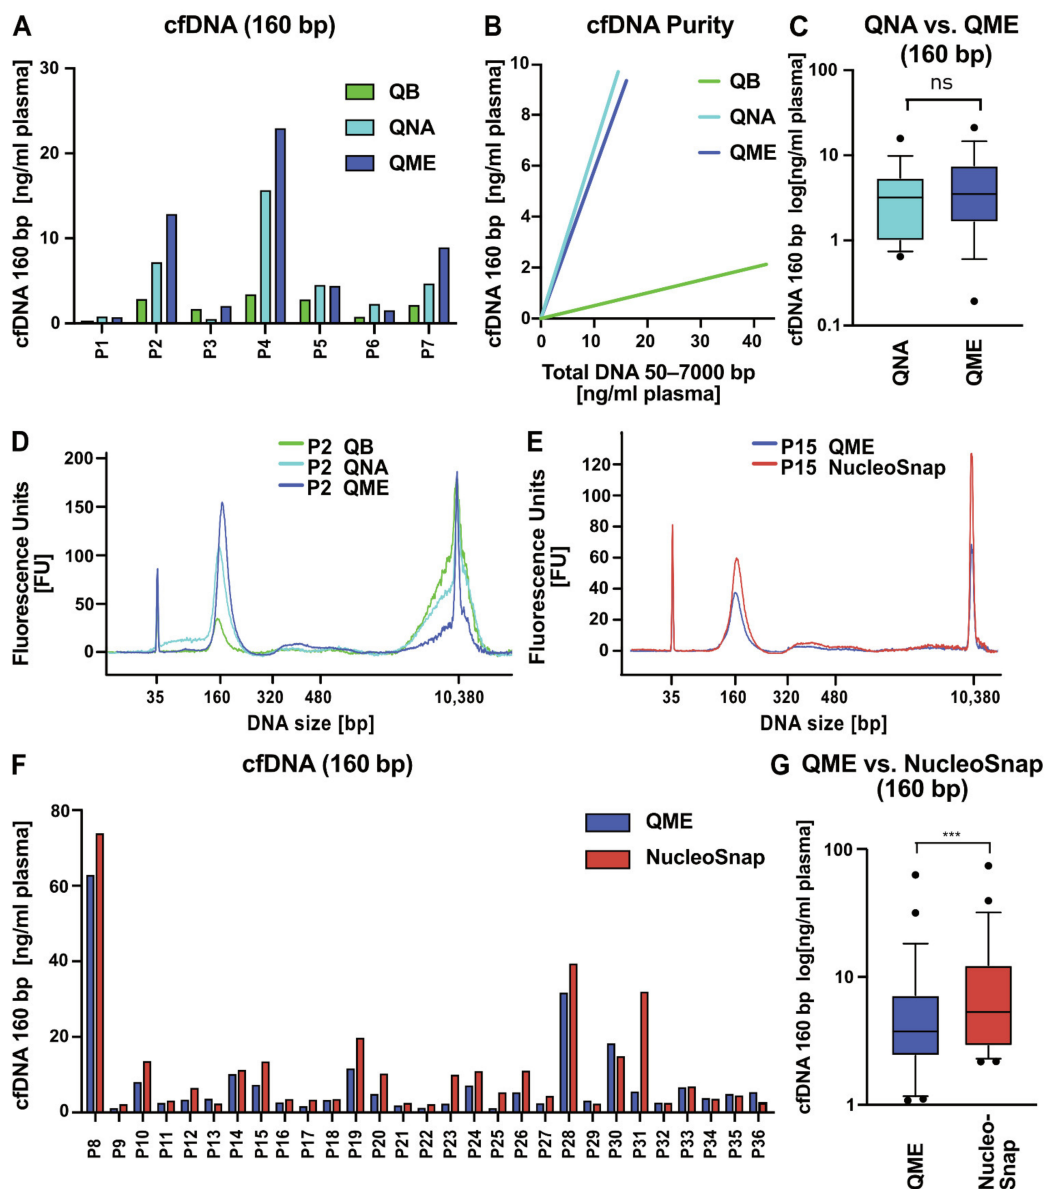 A
cfDNA (160 bp)
cfDNA 160 bp [ng/ml plasma]
30
20
10
0
QB
QNA
QME
P1
P2
P3
P4
P5
P6
P7
B
cfDNA Purity
cfDNA 160 bp [ng/ml plasma]
10
8
6
4
2
0
QB
QNA
QME
0
10
20
30
40
Total DNA 50–7000 bp
[ng/ml plasma]
C
QNA vs. QME
(160 bp)
cfDNA 160 bp log[ng/ml plasma]
100
10
1
0.1
ns
QNA
QME
D
Fluorescence Units
[FU]
200
150
100
50
0
P2 QB
P2 QNA
P2 QME
35
160
320
480
10,380
DNA size [bp]
E
Fluorescence Units
[FU]
120
100
80
60
40
20
0
P15 QME
P15 NucleoSnap
35
160
320
480
10,380
DNA size [bp]
F
cfDNA (160 bp)
cfDNA 160 bp [ng/ml plasma]
80
60
40
20
0
QME
NucleoSnap
P8
P9
P10
P11
P12
P13
P14
P15
P16
P17
P18
P19
P20
P21
P22
P23
P24
P25
P26
P27
P28
P29
P30
P31
P32
P33
P34
P35
P36
G
QME vs. NucleoSnap
(160 bp)
cfDNA 160 bp log[ng/ml plasma]
100
10
1
***
QME
Nucleo-
Snap